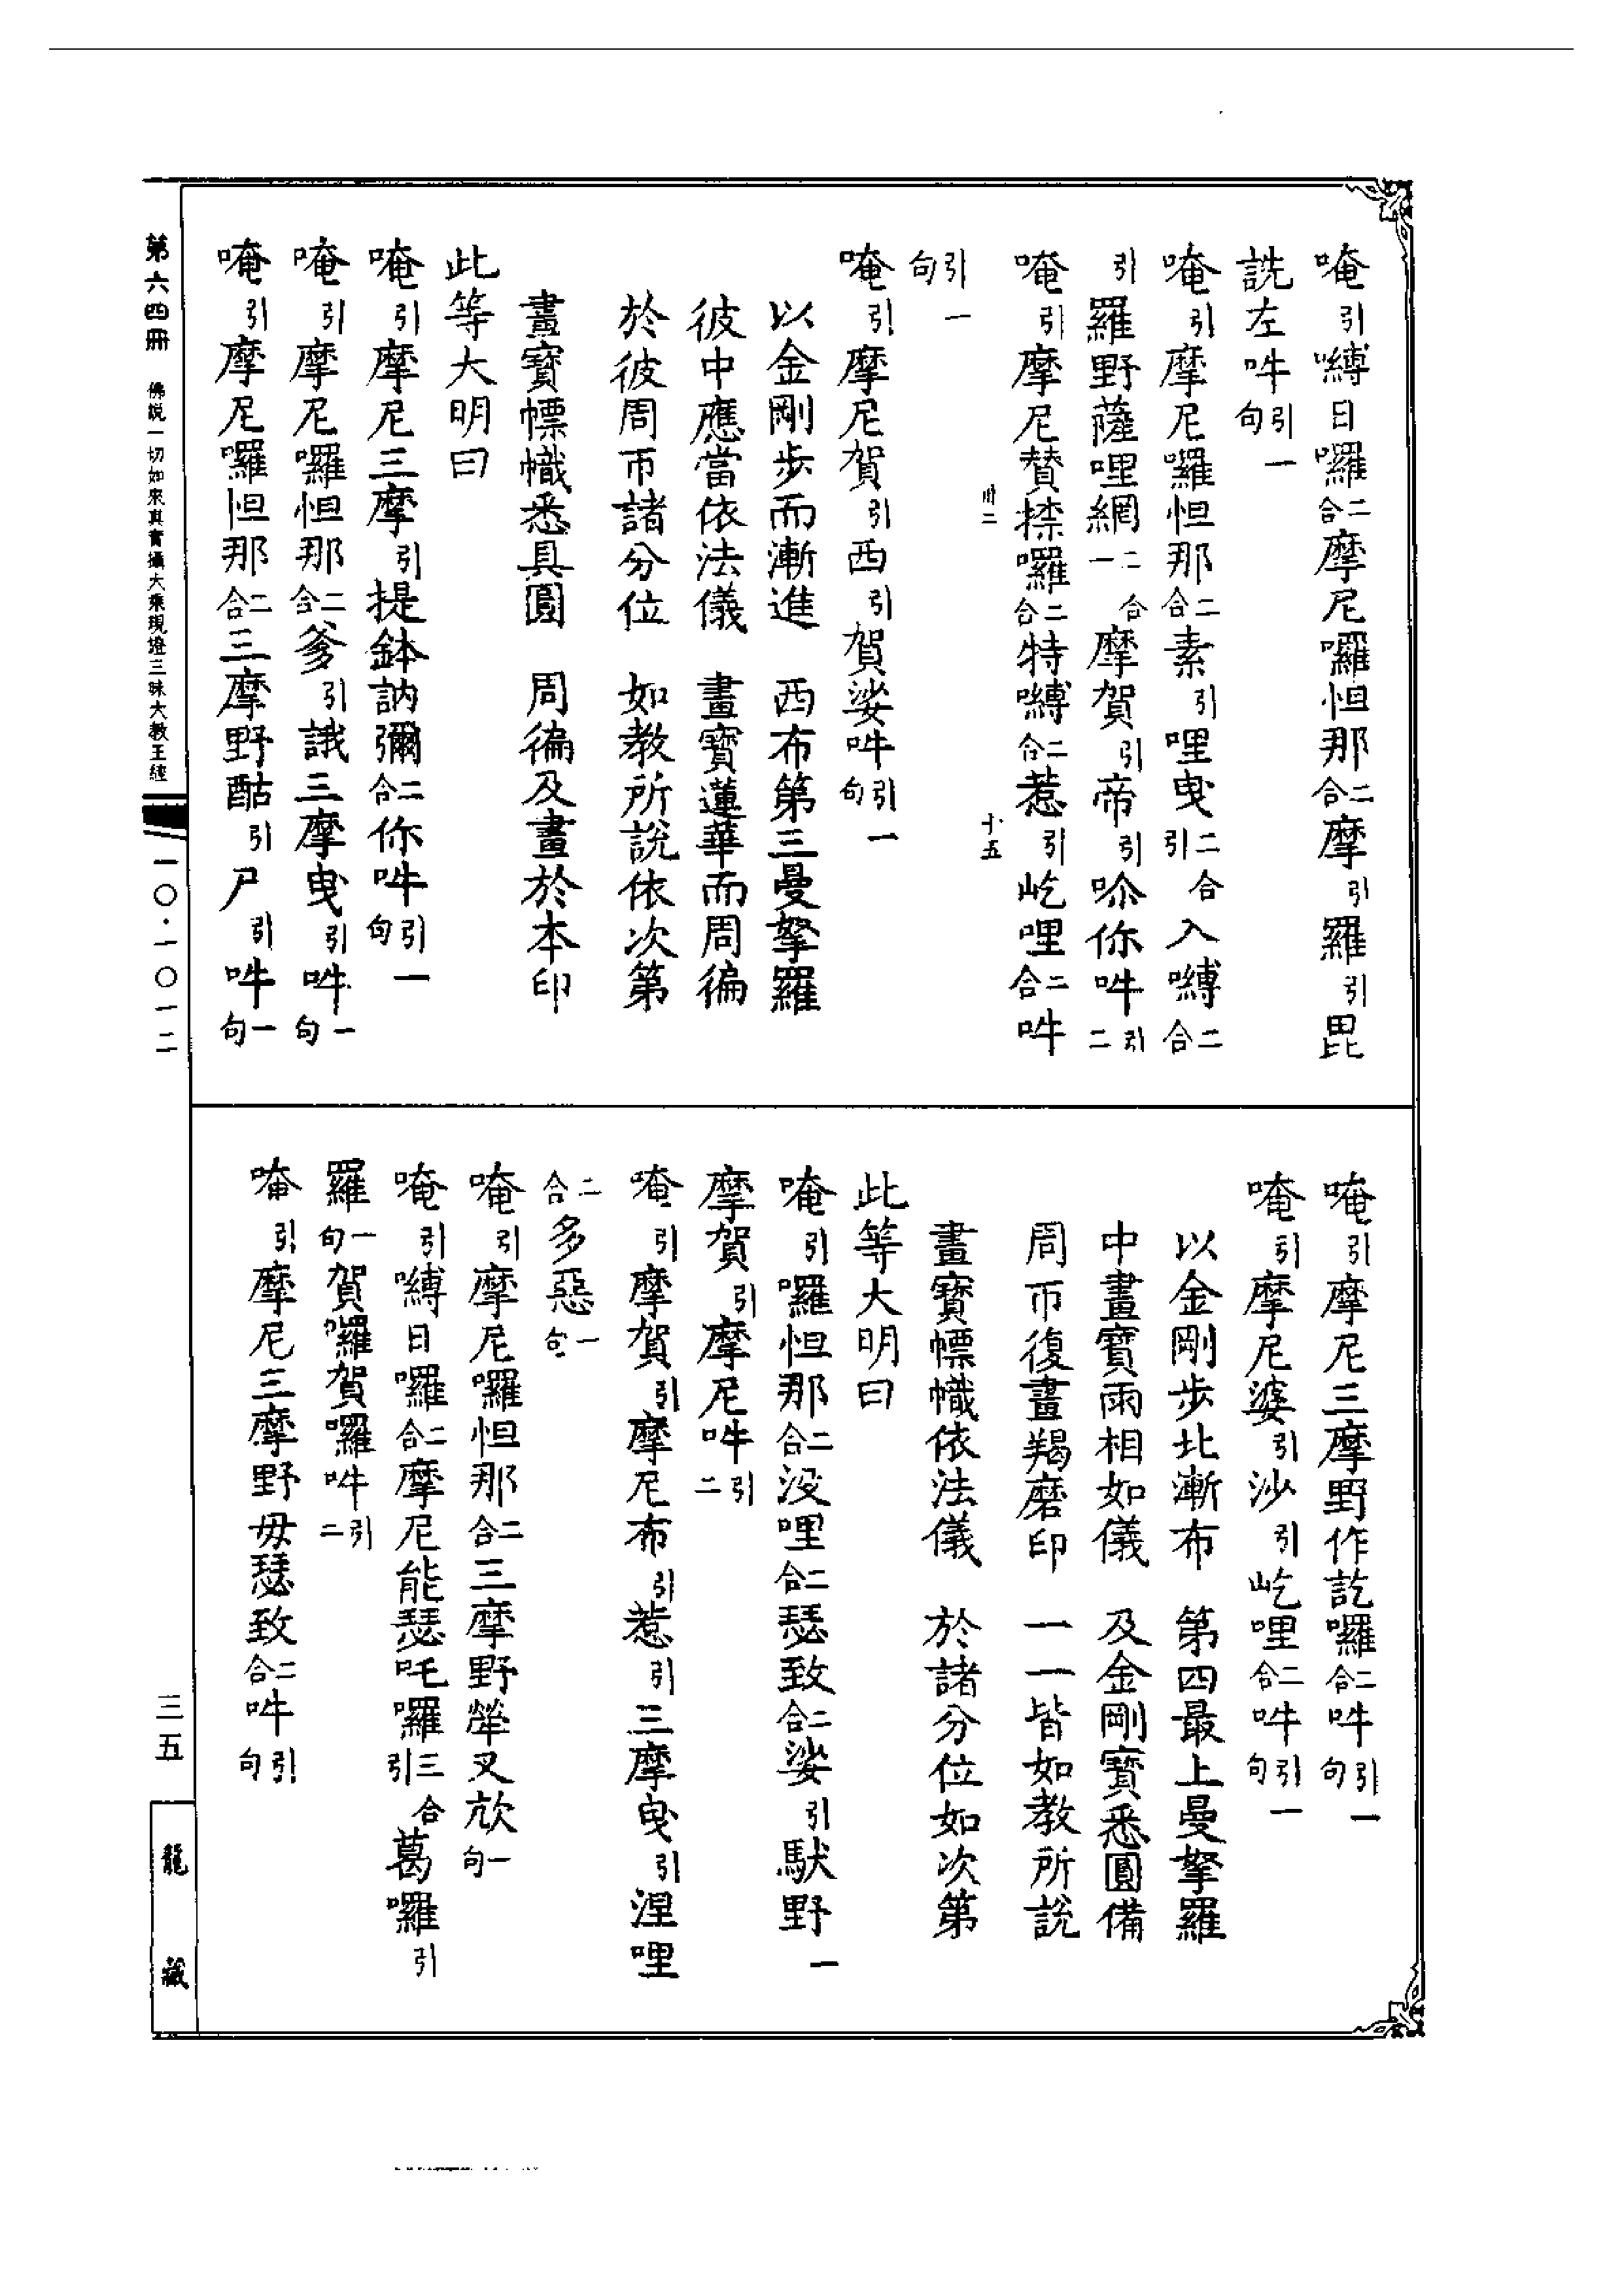 唵引嚩日囉二合摩尼囉怛那二合摩引羅引毘
詵左吽引句一
唵引摩尼囉怛那二合素引哩曳二合引入嚩二合
引羅野薩哩網二合一摩賀引帝引哆你吽引二
唵引摩尼贊捺囉二合特嚩二合惹引屹哩二合吽
卌二 十五
引一句
唵引摩尼賀引西引賀娑吽引句一
以金剛步而漸進 西布第三曼拏羅
彼中應當依法儀 畫寶蓮華而周徧
於彼周帀諸分位 如教所說依次第
畫寶幖幟悉具圓 周徧及畫於本印
此等大明曰
唵引摩尼三摩引提鉢訥彌二合你吽引句一
唵引摩尼囉怛那二合爹引誐三摩曳引吽一句
唵引摩尼囉怛那二合三摩野酤引尸引吽一句
唵引摩尼三摩野作訖囉二合吽引句一
唵引摩尼婆引沙引屹哩二合吽引句一
以金剛步北漸布 第四最上曼拏羅
中畫寶雨相如儀 及金剛寶悉圓備
周帀復畫羯磨印 一一皆如教所說
畫寶幖幟依法儀 於諸分位如次第
此等大明曰
唵引囉怛那二合沒哩二合瑟致二合娑引馱野一
摩賀引摩尼吽引二
唵引摩賀引摩尼布引惹引三摩曳引涅哩
二合多惡一句
唵引摩尼囉怛那二合三摩野犖叉欱一句
唵引嚩日囉二合摩尼能瑟吒囉三合引葛囉引
羅一句賀囉賀囉吽引二
唵引摩尼三摩野毋瑟致二合吽引句
第六四冊 佛說一切如來真實攝大乘現證三昧大教王經 一〇·一〇一二
三五 龍藏